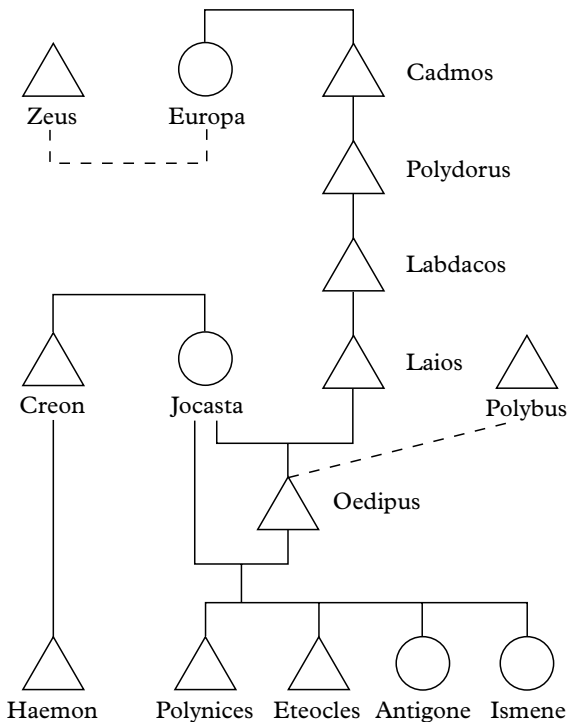 Cadmos
Zeus
Europa
Polydorus
Labdacos
Laios
Creon
Jocasta
Polybus
Oedipus
Haemon
Polynices
Eteocles
Antigone
Ismene